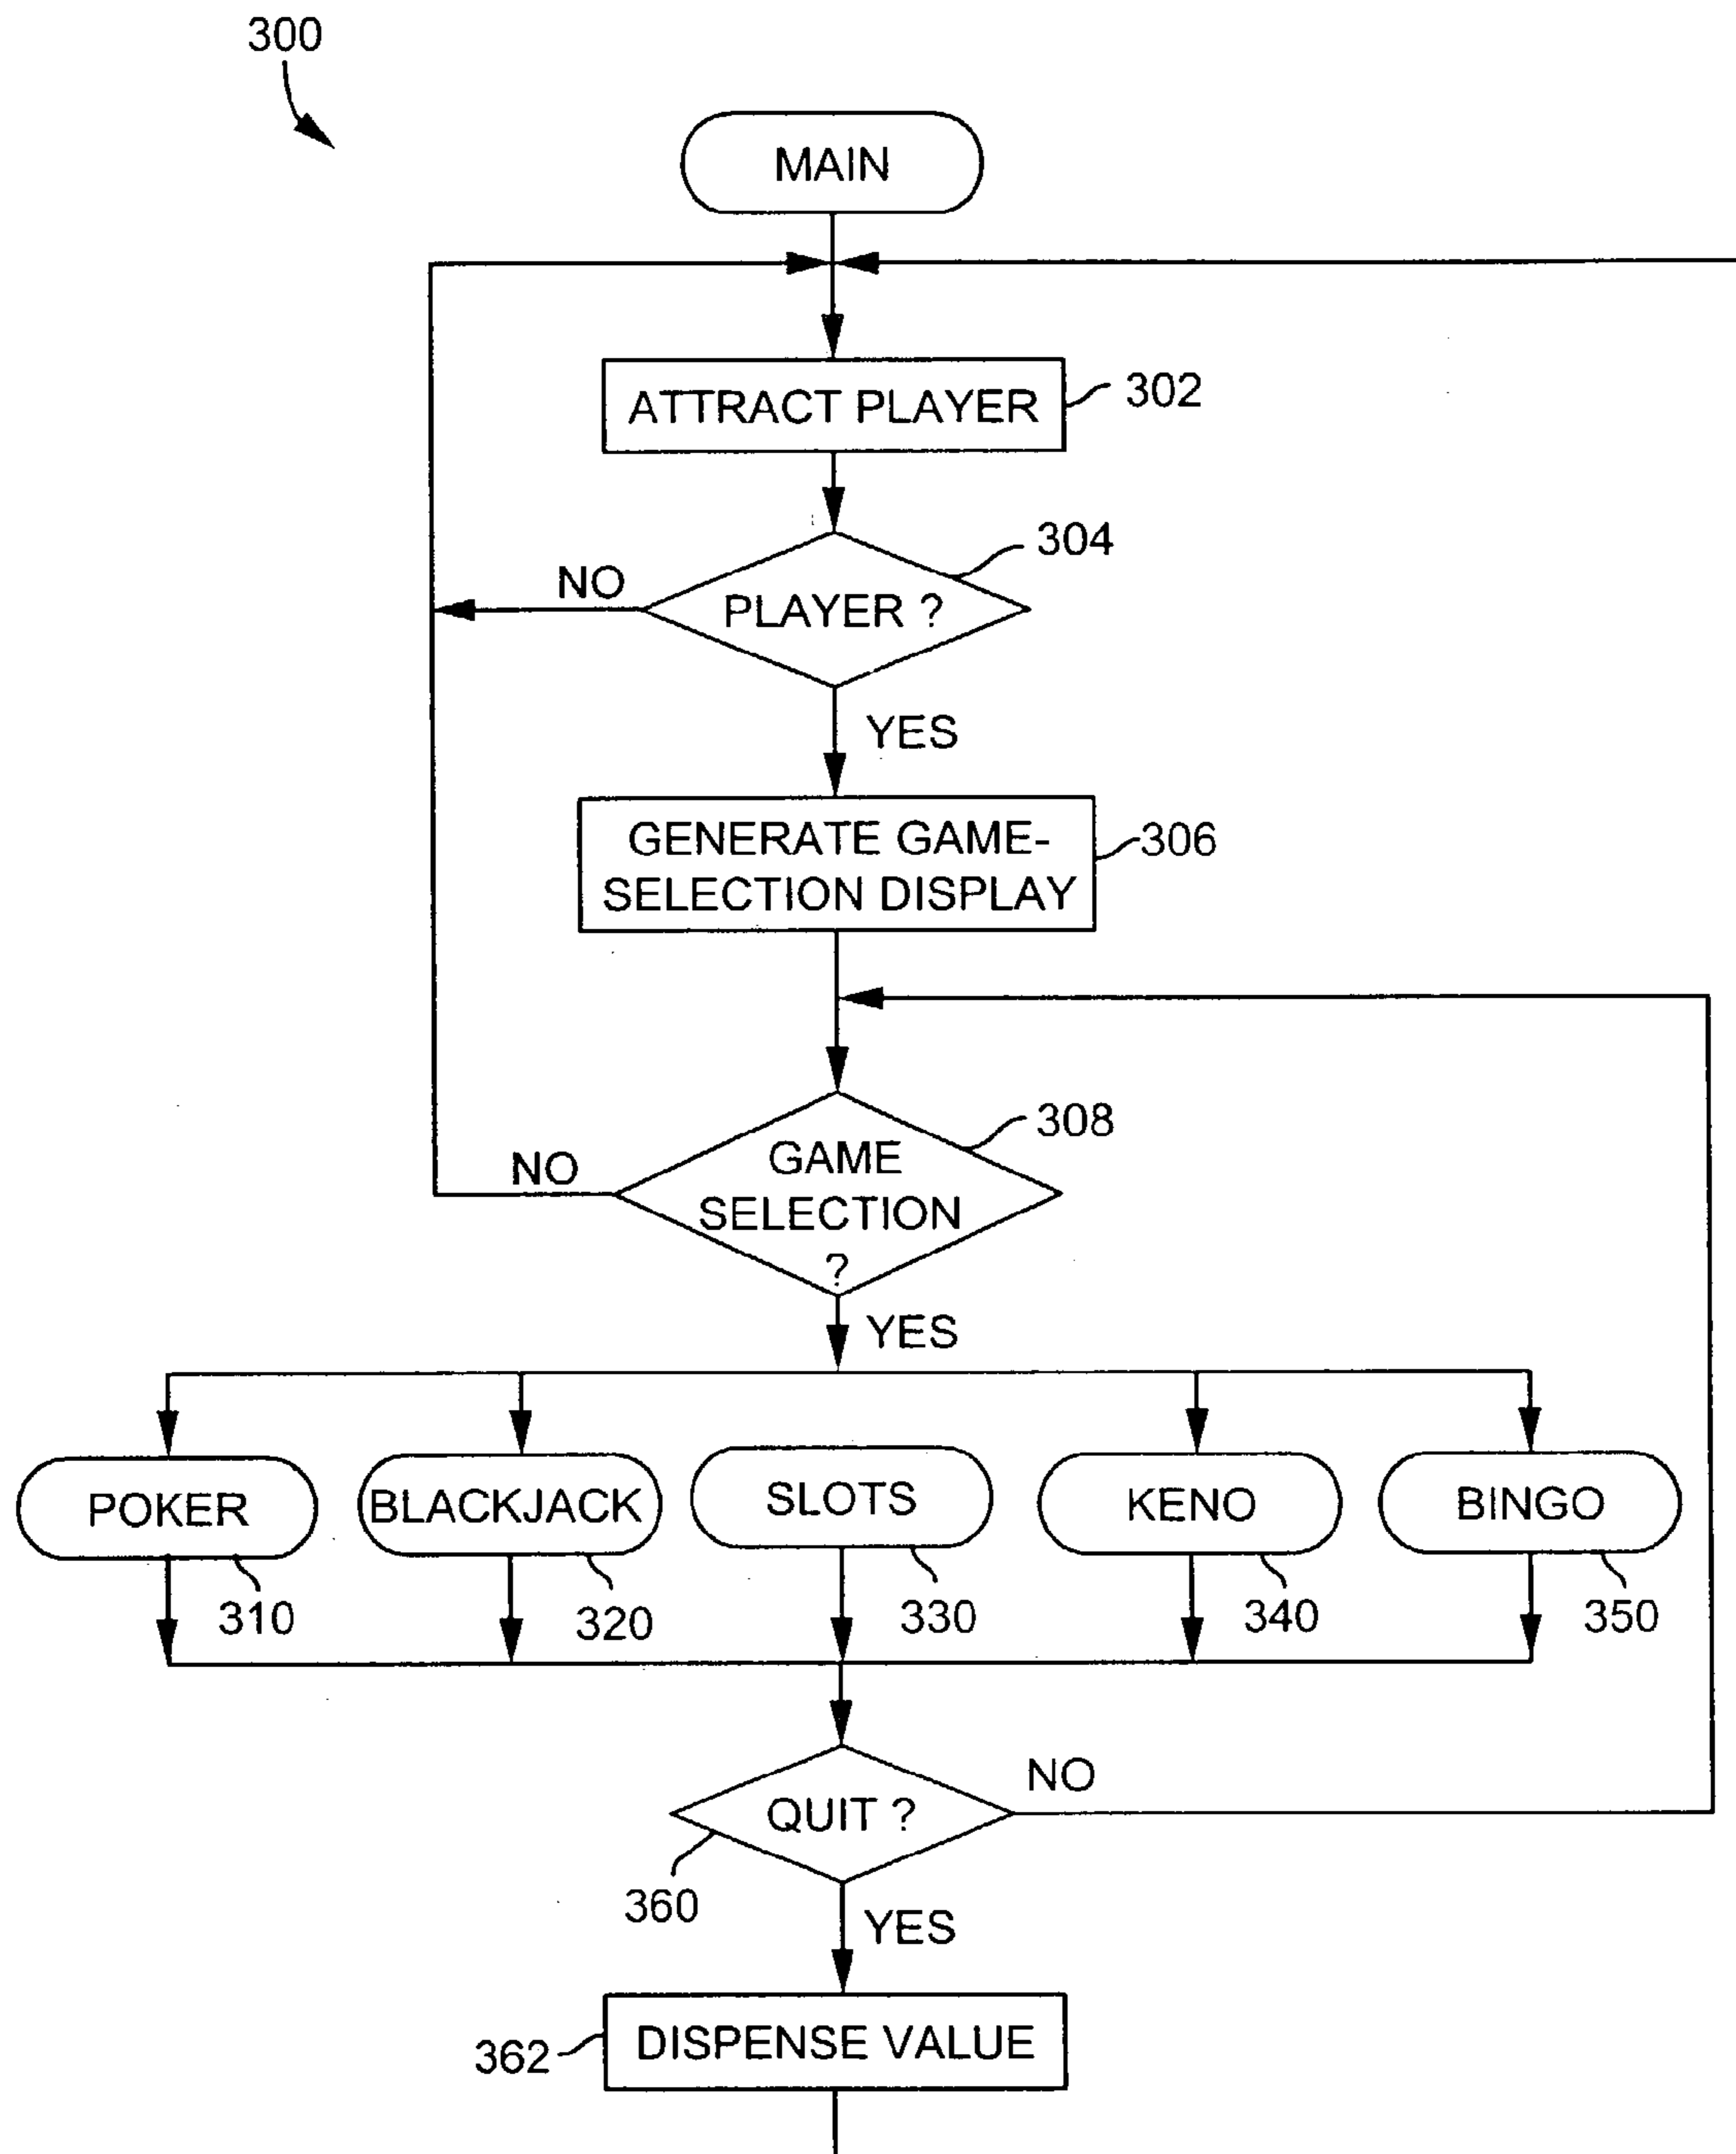 300
MAIN
ATTRACT PLAYER
302
304
NO
PLAYER ?
YES
GENERATE GAME-
SELECTION DISPLAY
306
308
NO
GAME
SELECTION
?
YES
POKER
BLACKJACK
SLOTS
KENO
BINGO
310
320
330
340
350
QUIT ?
NO
360
YES
DISPENSE VALUE
362